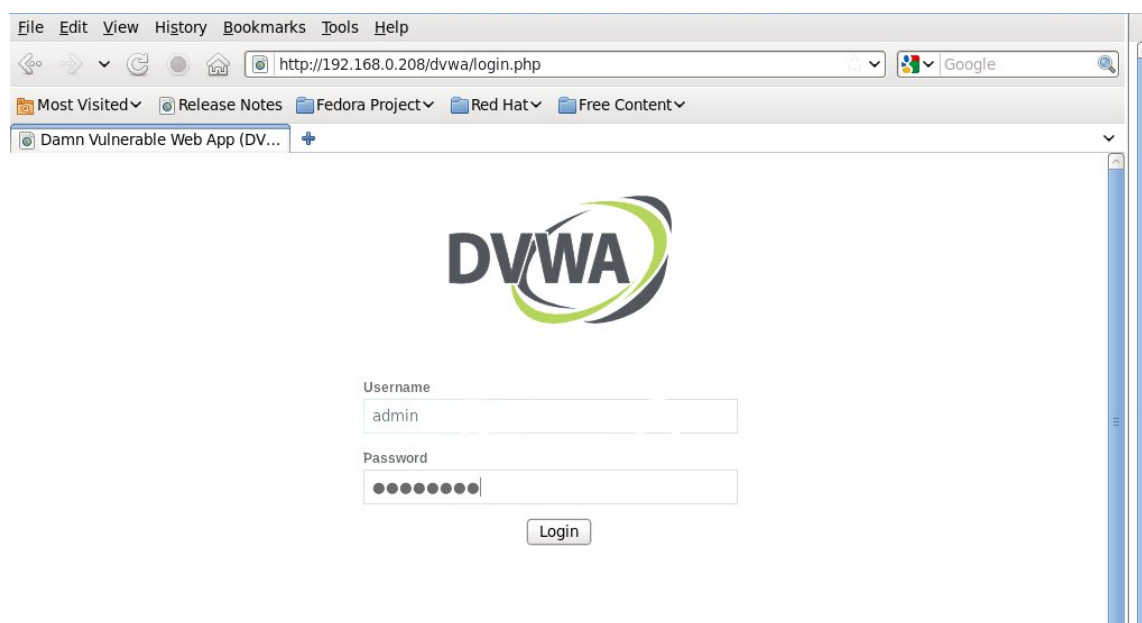 File Edit View History Bookmarks Tools Help
http://192.168.0.208/dvwa/login.php
Google
Most Visited Release Notes Fedora Project Red Hat Free Content
Damn Vulnerable Web App (DV...
DVWA
Username
admin
Password
Login